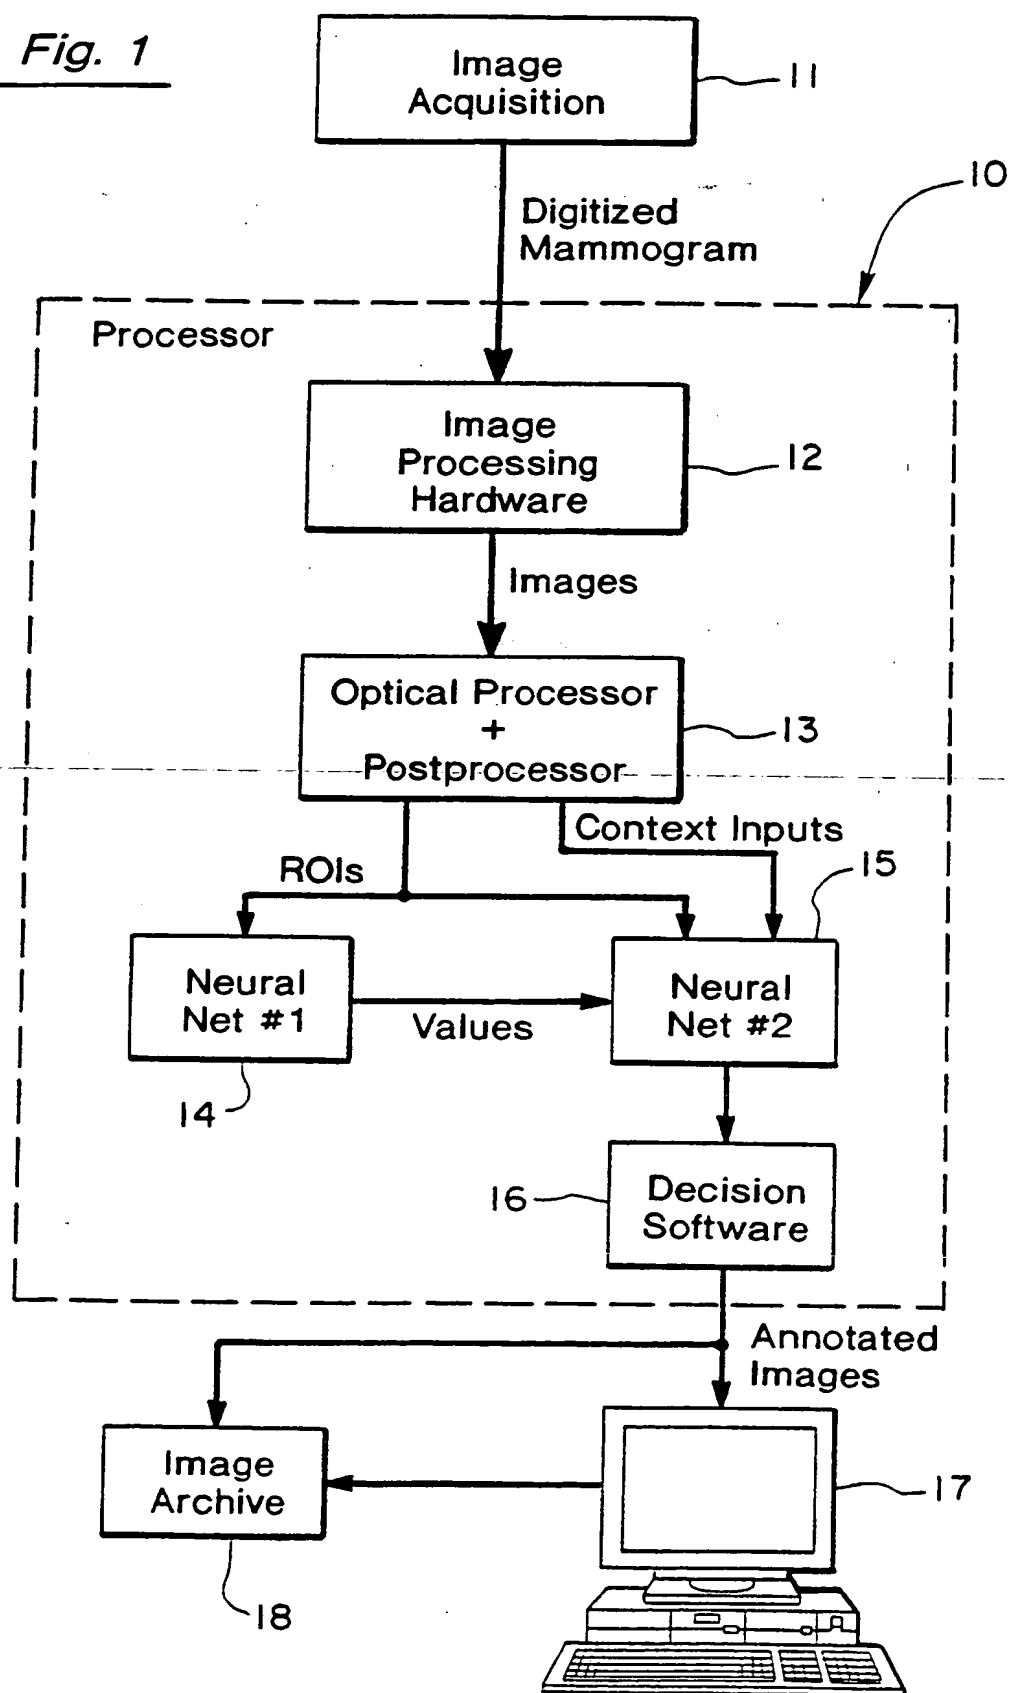 Fig. 1
Image
Acquisition
11
10
Digitized
Mammogram
Processor
Image
Processing
Hardware
12
Images
Optical Processor
+
Postprocessor
13
Context Inputs
ROIs
15
Neural
Net #1
Values
Neural
Net #2
14
16
Decision
Software
Annotated
Images
Image
Archive
17
18